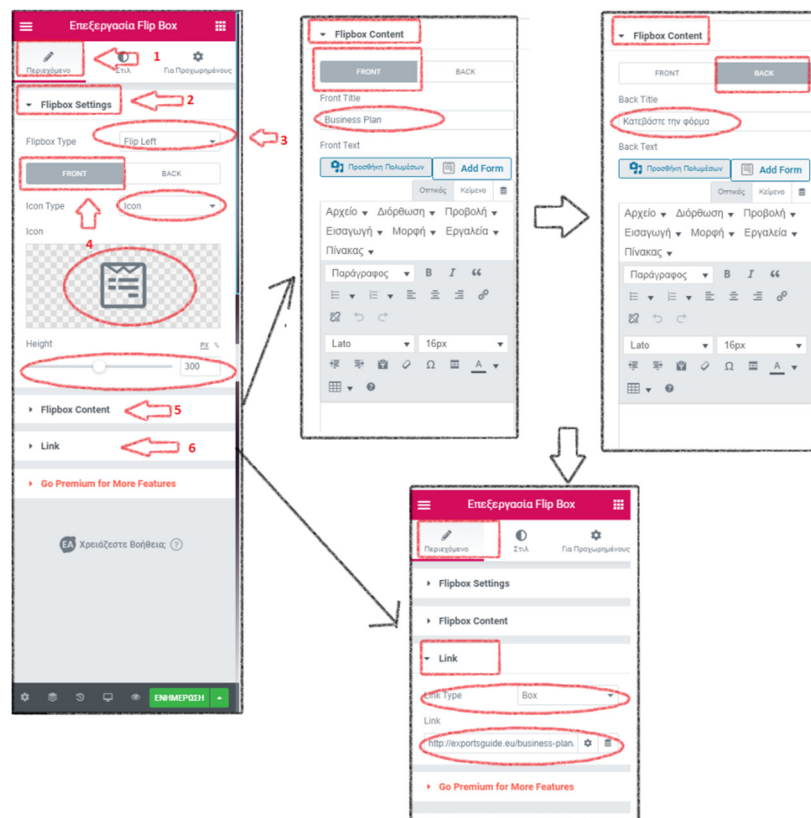 Επεξεργασία Flip Box
Περιεχόμενο
Στιλ
Για Προχωρημένους
1
Flipbox Settings
2
Flipbox Type
Flip Left
3
FRONT
BACK
Icon Type
Icon
4
Icon
Height
PX %
300
Flipbox Content
5
Link
6
Go Premium for More Features
EA Χρειάζεστε Βοήθεια; ?
ΕΝΗΜΕΡΩΣΗ
Flipbox Content
FRONT
BACK
Front Title
Business Plan
Front Text
Προσθήκη Πολυμέσων
Add Form
Οπτικός
Κείμενο
Αρχείο Διόρθωση Προβολή
Εισαγωγή Μορφή Εργαλεία
Πίνακας
Παράγραφος B I “
Lato
16px
Ω A
Flipbox Content
FRONT
BACK
Back Title
Κατεβάστε την φόρμα
Back Text
Προσθήκη Πολυμέσων
Add Form
Οπτικός
Κείμενο
Αρχείο Διόρθωση Προβολή
Εισαγωγή Μορφή Εργαλεία
Πίνακας
Παράγραφος B I “
Lato
16px
Ω A
Επεξεργασία Flip Box
Περιεχόμενο
Στιλ
Για Προχωρημένους
Flipbox Settings
Flipbox Content
Link
Link Type
Box
Link
http://exportsguide.eu/business-plan
Go Premium for More Features